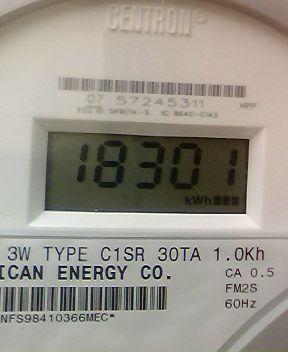 CENTRON®
07 57245311 HPP
18301
kWh
3W TYPE C1SR 30TA 1.0Kh
ICAN ENERGY CO. CA 0.5
FM2S
60Hz
NFS98410366MEC*